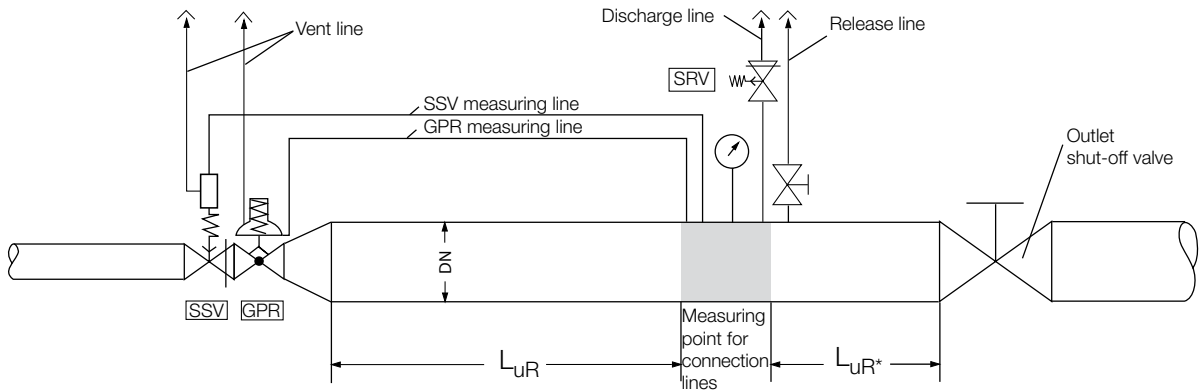 Vent line
Discharge line
Release line
SRV
SSV measuring line
GPR measuring line
Outlet
shut-off valve
DN
SSV
GPR
Measuring
point for
connection
lines
LuR
LuR*